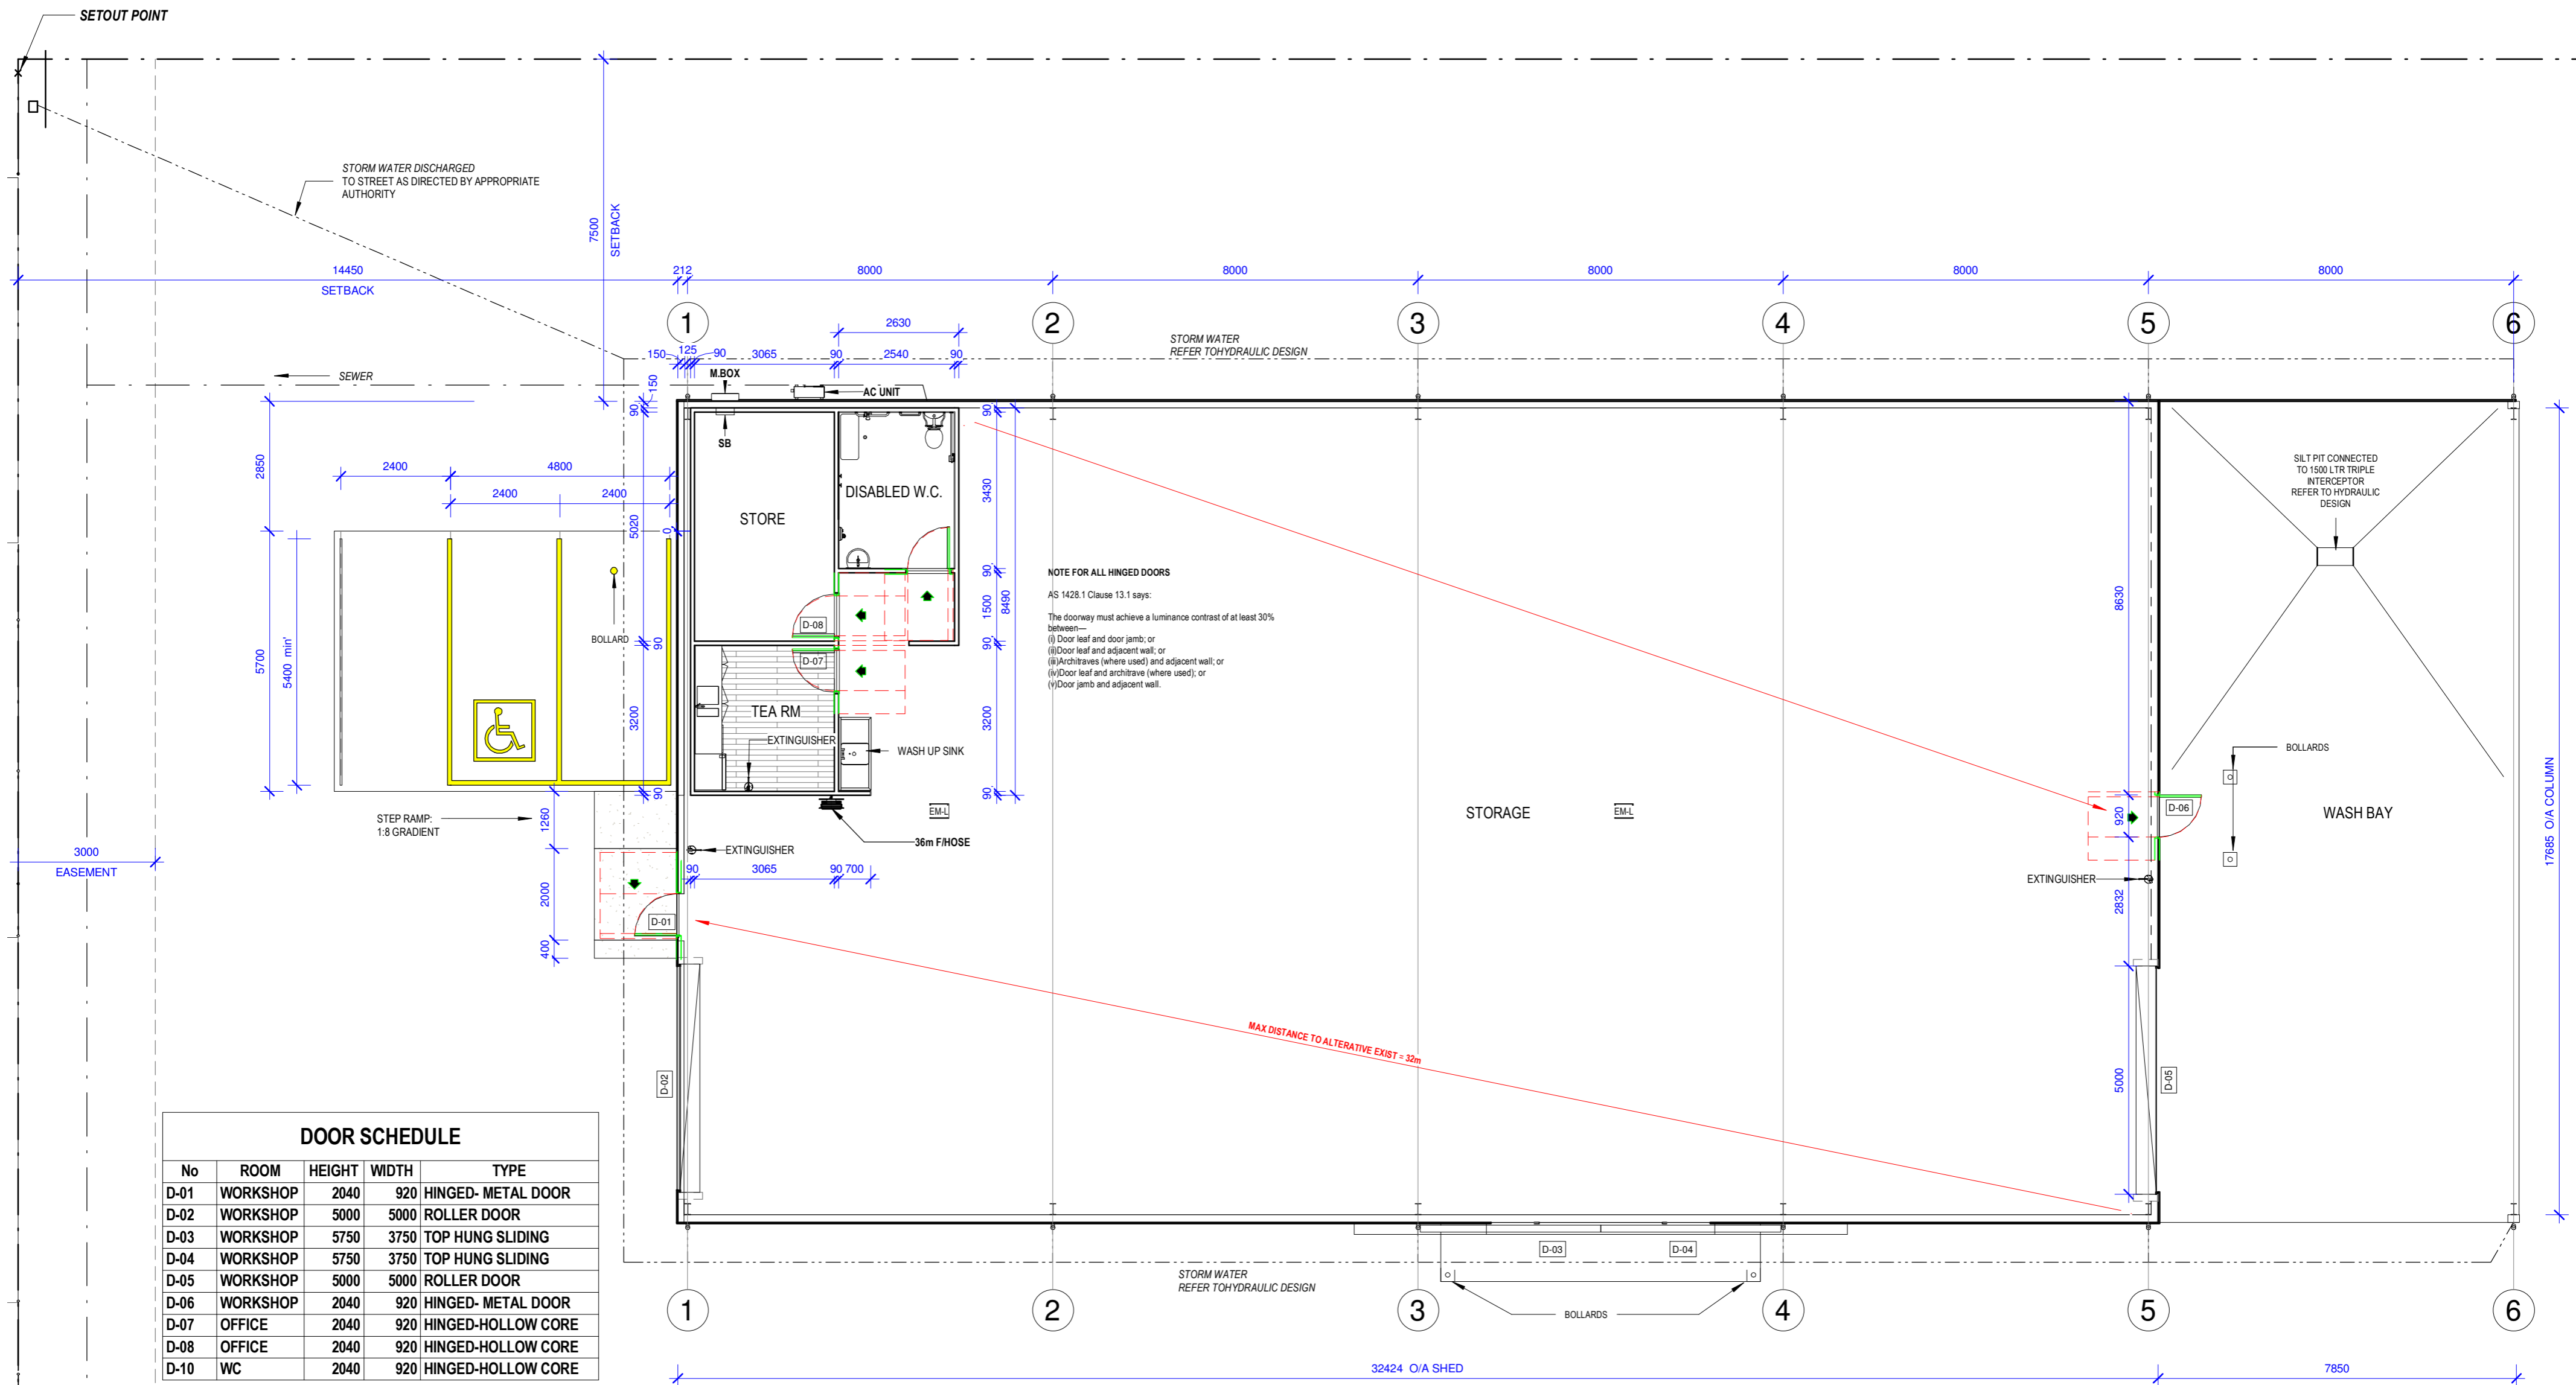 SETOUT POINT
STORM WATER DISCHARGED
TO STREET AS DIRECTED BY APPROPRIATE
AUTHORITY
7500
SETBACK
14450
SETBACK
212
8000
8000
8000
8000
8000
1
2
3
4
5
6
2630
150
125
90
3065
90
2540
90
STORM WATER
REFER TOHYDRAULIC DESIGN
SEWER
M.BOX
AC UNIT
SB
150
90
90
2850
2400
4800
2400
2400
5020
0
3430
DISABLED W.C.
STORE
SILT PIT CONNECTED
TO 1500 LTR TRIPLE
INTERCEPTOR
REFER TO HYDRAULIC
DESIGN
NOTE FOR ALL HINGED DOORS
AS 1428.1 Clause 13.1 says:
The doorway must achieve a luminance contrast of at least 30%
between—
(i) Door leaf and door jamb; or
(ii)Door leaf and adjacent wall; or
(iii)Architraves (where used) and adjacent wall; or
(iv)Door leaf and architrave (where used); or
(v)Door jamb and adjacent wall.
90
1500
8490
90
8630
BOLLARD
D-08
D-07
90
5700
5400 min'
3200
3200
TEA RM
EXTINGUISHER
WASH UP SINK
BOLLARDS
90
90
EM-L
STORAGE
EM-L
D-06
920
WASH BAY
17685 O/A COLUMN
STEP RAMP:
1:8 GRADIENT
1260
36m F/HOSE
EXTINGUISHER
3000
EASEMENT
90
3065
90
700
EXTINGUISHER
2832
2000
D-01
400
MAX DISTANCE TO ALTERATIVE EXIST = 32m
D-02
5000
D-05
DOOR SCHEDULE
No ROOM HEIGHT WIDTH TYPE
D-01 WORKSHOP 2040 920 HINGED- METAL DOOR
D-02 WORKSHOP 5000 5000 ROLLER DOOR
D-03 WORKSHOP 5750 3750 TOP HUNG SLIDING
D-04 WORKSHOP 5750 3750 TOP HUNG SLIDING
D-05 WORKSHOP 5000 5000 ROLLER DOOR
D-06 WORKSHOP 2040 920 HINGED- METAL DOOR
D-07 OFFICE 2040 920 HINGED-HOLLOW CORE
D-08 OFFICE 2040 920 HINGED-HOLLOW CORE
D-10 WC 2040 920 HINGED-HOLLOW CORE
D-03
D-04
STORM WATER
REFER TOHYDRAULIC DESIGN
BOLLARDS
1
2
3
4
5
6
32424 O/A SHED
7850